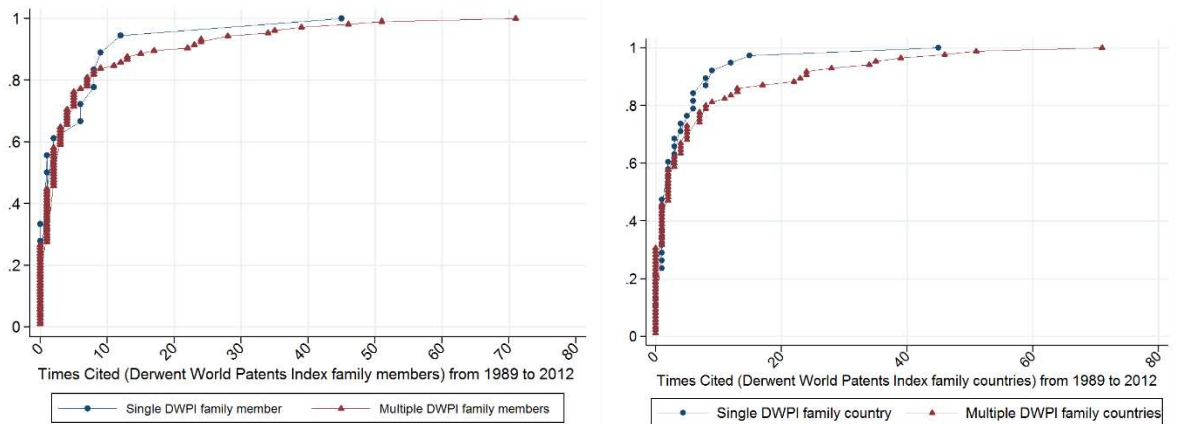 1
.8
.6
.4
.2
0
0 10 20 30 40 50 60 70 80
Times Cited (Derwent World Patents Index family members) from 1989 to 2012
Single DWPI family member Multiple DWPI family members
1
.8
.6
.4
.2
0
0 20 40 60 80
Times Cited (Derwent World Patents Index family countries) from 1989 to 2012
Single DWPI family country Multiple DWPI family countries